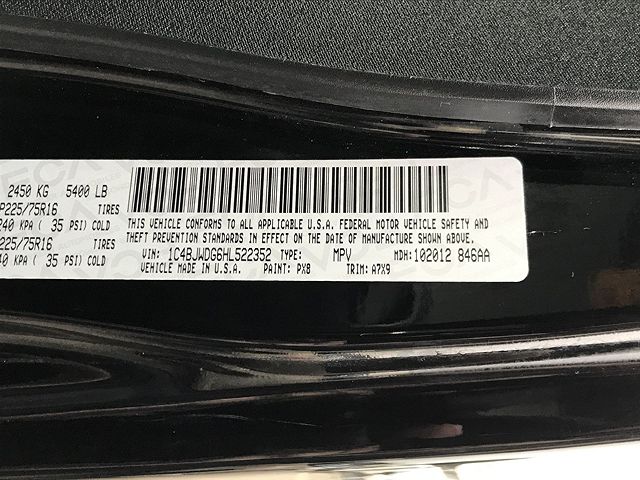 2450 KG 5400 LB
P225/75R16 TIRES
240 KPA ( 35 PSI) COLD
225/75R16 TIRES
40 KPA ( 35 PSI) COLD
THIS VEHICLE CONFORMS TO ALL APPLICABLE U.S.A. FEDERAL MOTOR VEHICLE SAFETY AND
THEFT PREVENTION STANDARDS IN EFFECT ON THE DATE OF MANUFACTURE SHOWN ABOVE.
VIN: 1C4BJWDG6HL522352 TYPE: MPV MDH: 102012 846AA
VEHICLE MADE IN U.S.A. PAINT: PX8 TRIM: A7X9